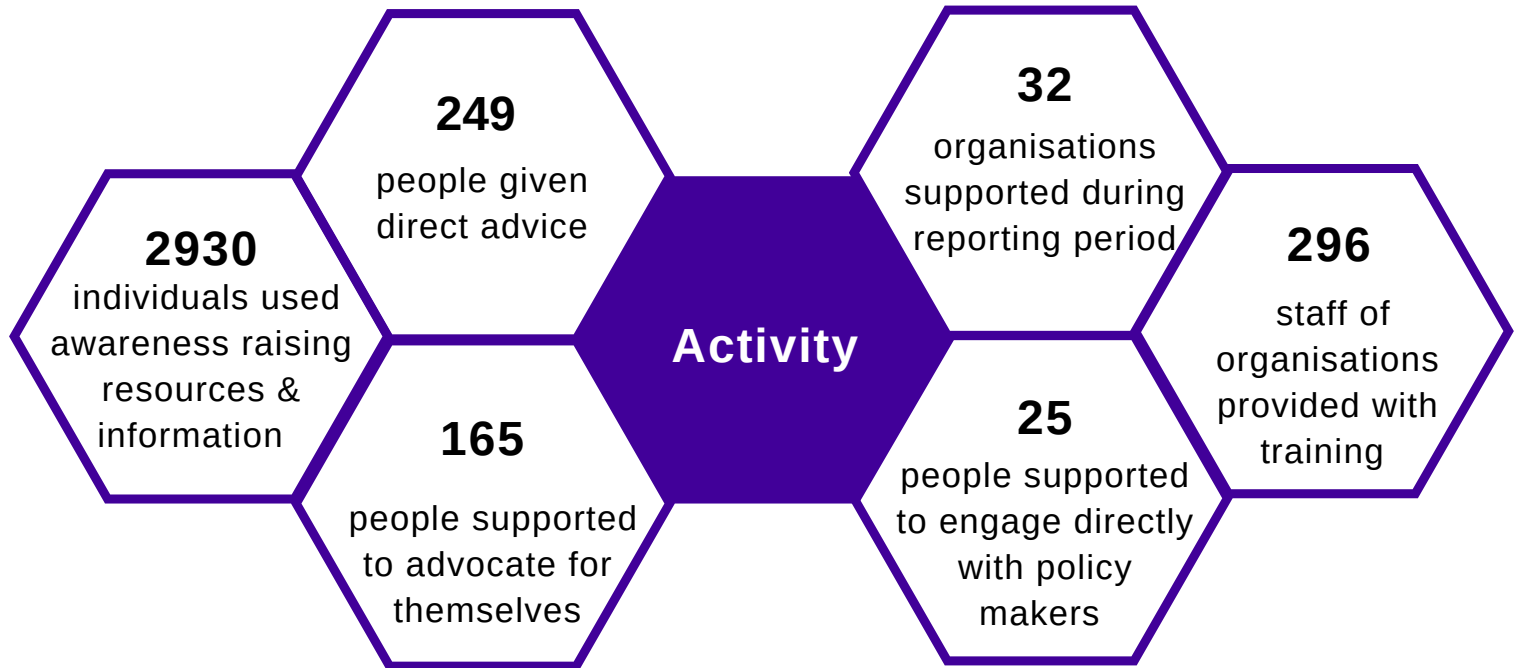 2930
individuals used
awareness raising
resources &
information
249
people given
direct advice
165
people supported
to advocate for
themselves
Activity
32
organisations
supported during
reporting period
25
people supported
to engage directly
with policy
makers
296
staff of
organisations
provided with
training